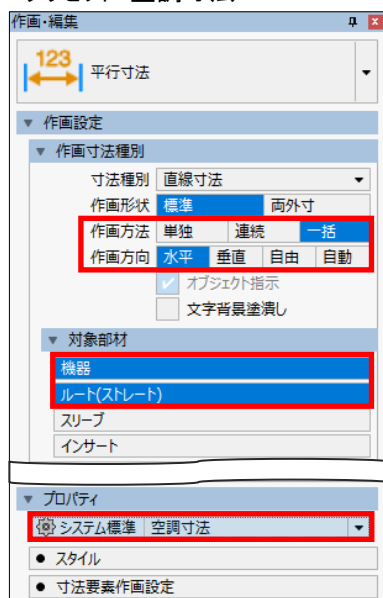 作画・編集
123
平行寸法
作画設定
作画寸法種別
寸法種別 直線寸法
作画形状 標準 両外寸
作画方法 単独 連続 一括
作画方向 水平 垂直 自由 自動
オブジェクト指示
文字背景塗潰し
対象部材
機器
ルート(ストレート)
スリーブ
インサート
プロパティ
システム標準 空調寸法
スタイル
寸法要素作画設定